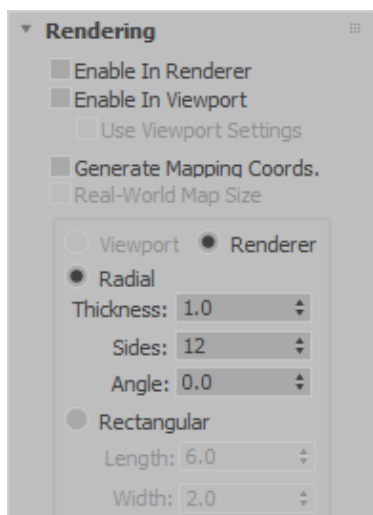 Rendering
Enable In Renderer
Enable In Viewport
Use Viewport Settings
Generate Mapping Coords.
Real-World Map Size
Viewport Renderer
Radial
Thickness: 1.0
Sides: 12
Angle: 0.0
Rectangular
Length: 6.0
Width: 2.0